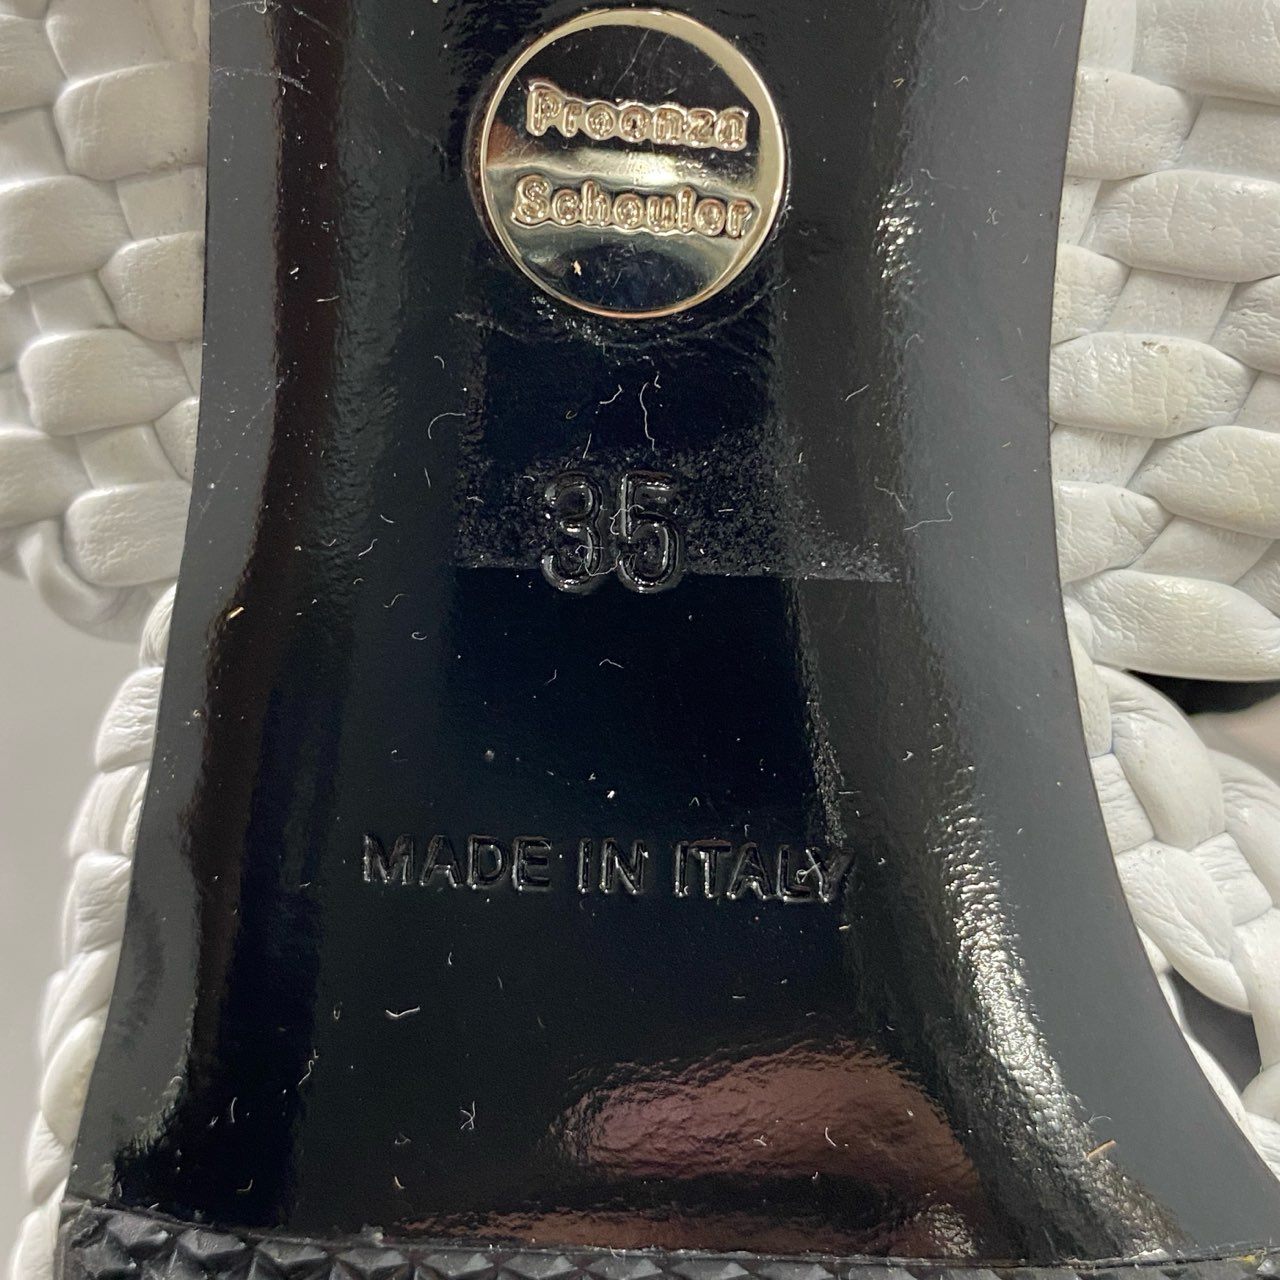 Proenza
Schouler
35
MADE IN ITALY